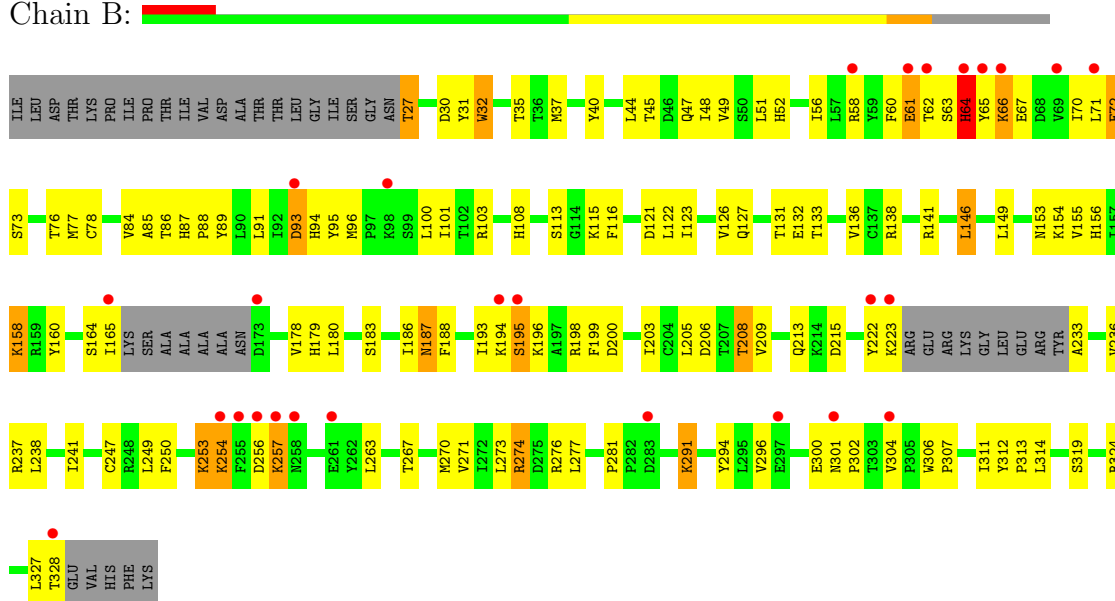 Chain B:
ILE LEU ASP THR LYS PRO ILE PRO THR ILE VAL ASP ALA THR THR LEU GLY ILE SER GLY ASN T27 D30 Y31 W32 T35 T36 M37 Y40 L44 T45 D46 Q47 I48 V49 S50 L51 H52 I56 L57 R58 Y59 F60 E61 T62 S63 H64 Y65 K66 E67 D68 V69 I70 L71
S73 T76 M77 C78 V84 A85 T86 H87 P88 Y89 L90 L91 I92 D93 H94 Y95 M96 P97 K98 S99 L100 I101 T102 R103 H108 S113 G114 K115 F116 D121 L122 I123 V126 Q127 T131 E132 T133 V136 C137 R138 R141 L146 L149 N153 K154 V155 H156 I157
K158 R159 Y160 S164 I165 LYS SER ALA ALA ALA ALA ASN D173 V178 H179 L180 S183 I186 N187 F188 I193 K194 S195 K196 A197 R198 F199 D200 I203 C204 L205 D206 T207 T208 V209 Q213 K214 D215 Y222 K223 ARG GLU ARG LYS GLY LEU GLU ARG TYR A233
R237 L238 I241 C247 R248 L249 F250 K253 K254 F255 D256 K257 N258 E261 Y262 L263 T267 M270 V271 I272 L273 R274 D275 R276 L277 P281 P282 D283 K291 Y294 L295 V296 E297 E300 N301 P302 T303 V304 P305 W306 P307 I311 Y312 P313 L314 S319
L327 T328 GLU VAL HIS PHE LYS